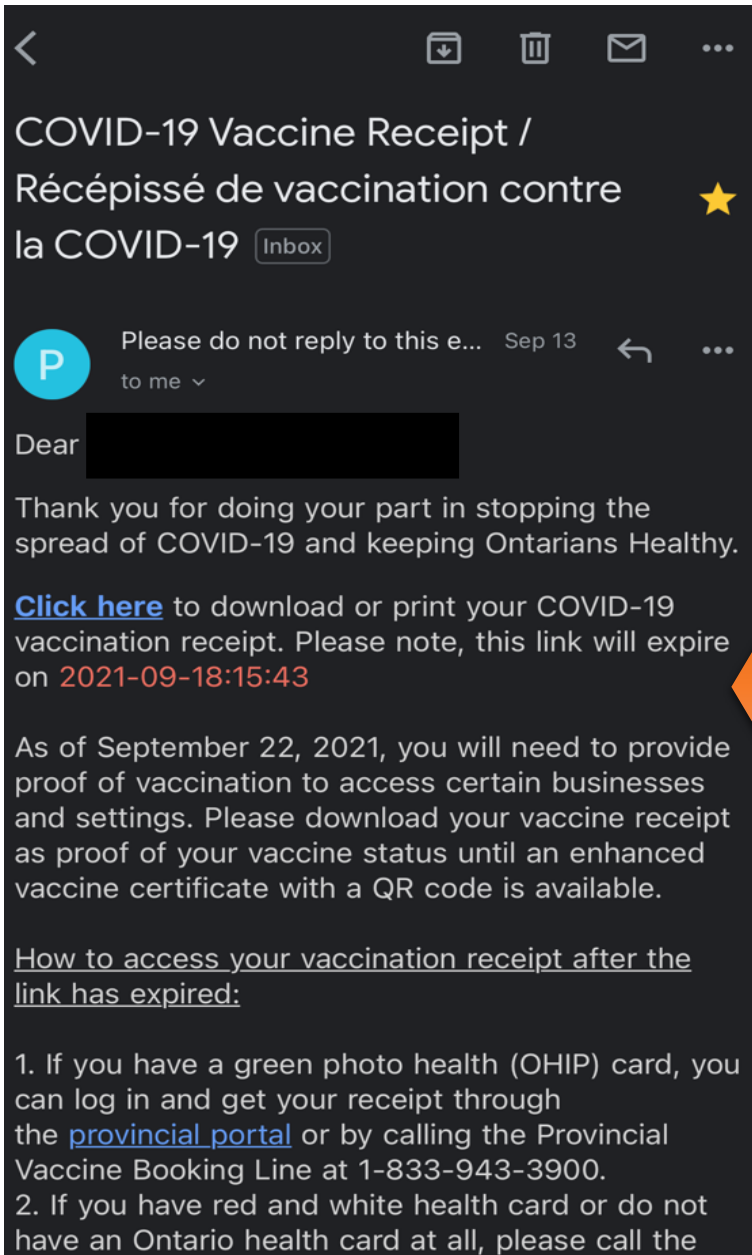 COVID-19 Vaccine Receipt /
Récépissé de vaccination contre
la COVID-19 Inbox
P
Please do not reply to this e... Sep 13
to me
Dear
Thank you for doing your part in stopping the
spread of COVID-19 and keeping Ontarians Healthy.
Click here to download or print your COVID-19
vaccination receipt. Please note, this link will expire
on 2021-09-18:15:43
As of September 22, 2021, you will need to provide
proof of vaccination to access certain businesses
and settings. Please download your vaccine receipt
as proof of your vaccine status until an enhanced
vaccine certificate with a QR code is available.
How to access your vaccination receipt after the
link has expired:
1. If you have a green photo health (OHIP) card, you
can log in and get your receipt through
the provincial portal or by calling the Provincial
Vaccine Booking Line at 1-833-943-3900.
2. If you have red and white health card or do not
have an Ontario health card at all, please call the